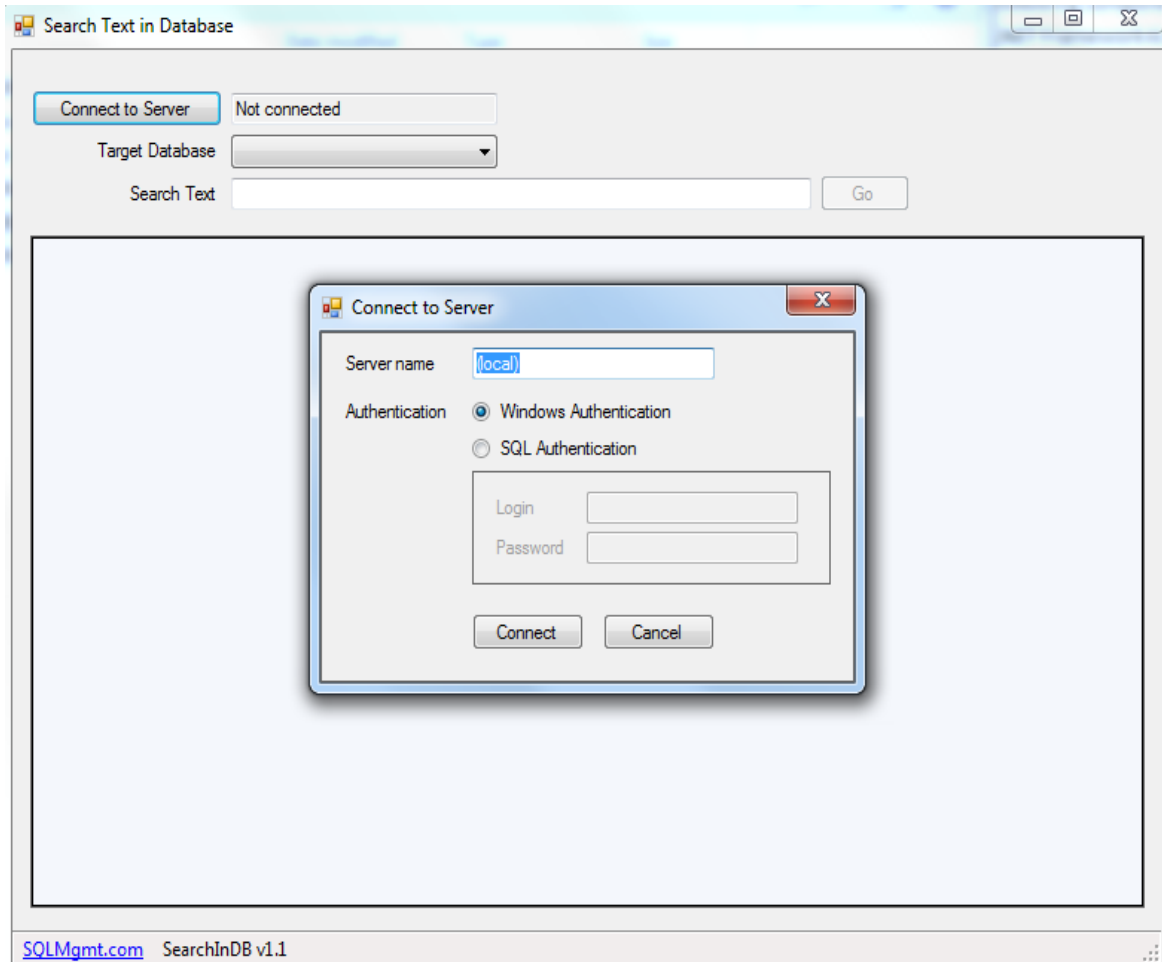 Search Text in Database
Connect to Server Not connected
Target Database
Search Text Go
Connect to Server
Server name (local)
Authentication Windows Authentication
SQL Authentication
Login
Password
Connect Cancel
SQLMgmt.com SearchInDB v1.1